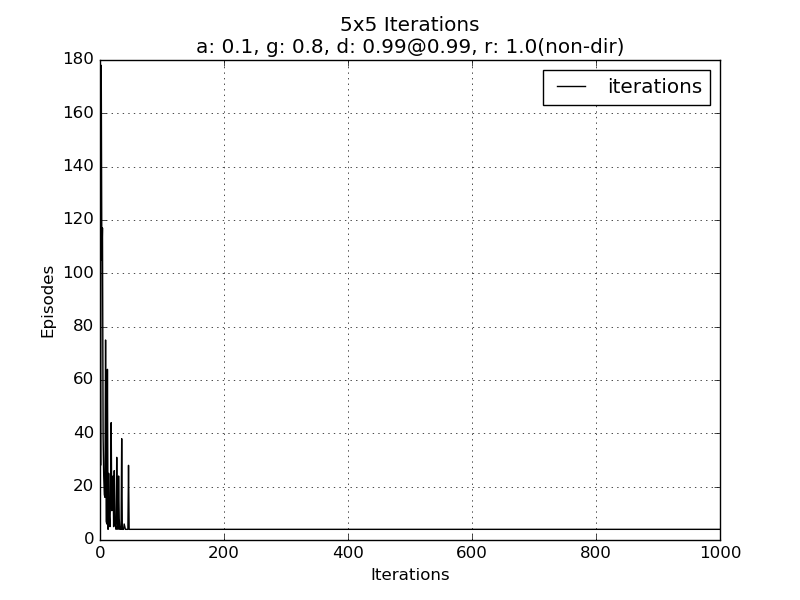 5x5 Iterations
a: 0.1, g: 0.8, d: 0.99@0.99, r: 1.0(non-dir)
iterations
180
160
140
120
100
80
60
40
20
0
Episodes
0 200 400 600 800 1000
Iterations